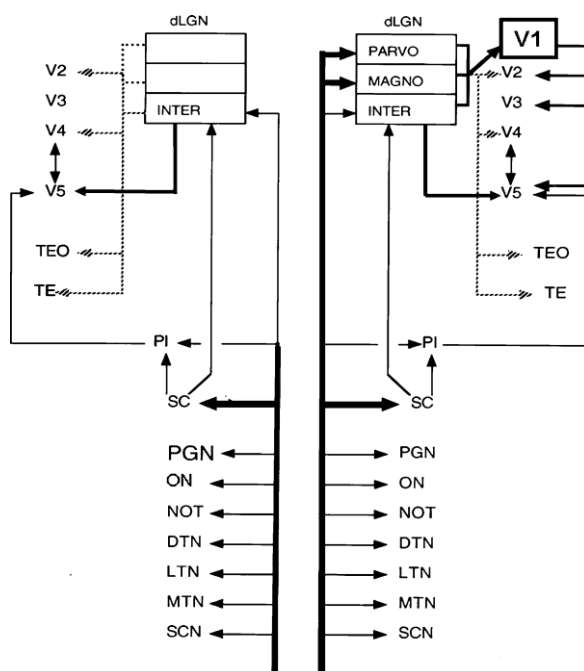 dLGN
INTER
V2
V3
V4
V5
TEO
TE
PI
SC
PGN
ON
NOT
DTN
LTN
MTN
SCN
dLGN
PARVO
MAGNO
INTER
V1
V2
V3
V4
V5
TEO
TE
PI
SC
PGN
ON
NOT
DTN
LTN
MTN
SCN